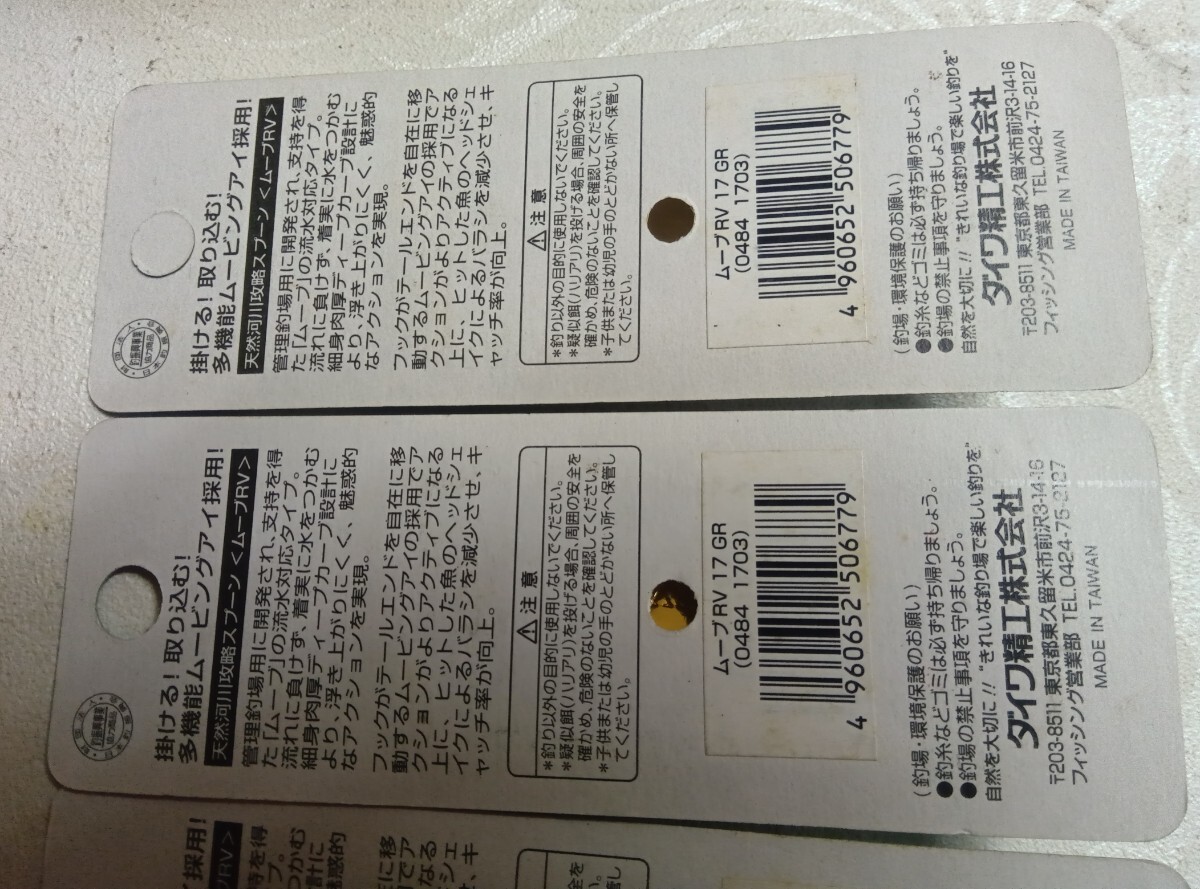 掛ける！取り込む！
多機能ムービングアイ採用！
天然河川攻略スプーン＜ムーブRV＞
管理釣場用に開発され、支持を得
た「ムーブ」の流水対応タイプ。
流れに負けず、着実に水をつかむ
細身肉厚ディープカーブ設計に
より、浮き上がりにくく、魅惑的
なアクションを実現。
フックがテールエンドを自在に移
動するムービングアイの採用でア
クションがよりアクティブになる
上に、ヒットした魚のヘッドシェ
イクによるバラシを減少させ、キ
ャッチ率が向上。
⚠注意
*釣り以外の目的に使用しないでください。
*疑似餌(ハリアリ)を投げる場合、周囲の安全を
確かめ、危険のないことを確認してください。
*子供または幼児の手のとどかない所へ保管し
てください。
ムーブRV 17 GR
(0484 1703)
4 960652 506779
(釣場・環境保護のお願い)
●釣糸などゴミは必ず持ち帰りましょう。
●釣場の禁止事項を守りましょう。
自然を大切に!! "きれいな釣り場で楽しい釣りを"
ダイワ精工株式会社
〒203-8511 東京都東久留米市前沢3-14-16
フィッシング営業部 TEL.0424-75-2127
MADE IN TAIWAN
掛ける！取り込む！
多機能ムービングアイ採用！
天然河川攻略スプーン＜ムーブRV＞
管理釣場用に開発され、支持を得
た「ムーブ」の流水対応タイプ。
流れに負けず、着実に水をつかむ
細身肉厚ディープカーブ設計に
より、浮き上がりにくく、魅惑的
なアクションを実現。
フックがテールエンドを自在に移
動するムービングアイの採用でア
クションがよりアクティブになる
上に、ヒットした魚のヘッドシェ
イクによるバラシを減少させ、キ
ャッチ率が向上。
⚠注意
*釣り以外の目的に使用しないでください。
*疑似餌(ハリアリ)を投げる場合、周囲の安全を
確かめ、危険のないことを確認してください。
*子供または幼児の手のとどかない所へ保管し
てください。
ムーブRV 17 GR
(0484 1703)
4 960652 506779
(釣場・環境保護のお願い)
●釣糸などゴミは必ず持ち帰りましょう。
●釣場の禁止事項を守りましょう。
自然を大切に!! "きれいな釣り場で楽しい釣りを"
ダイワ精工株式会社
〒203-8511 東京都東久留米市前沢3-14-16
フィッシング営業部 TEL.0424-75-2127
MADE IN TAIWAN
イ採用！
RV＞
持を得
プ。
つかむ
設計に
魅惑的
在に移
でア
なる
ドシェ
、キ
全を
管し